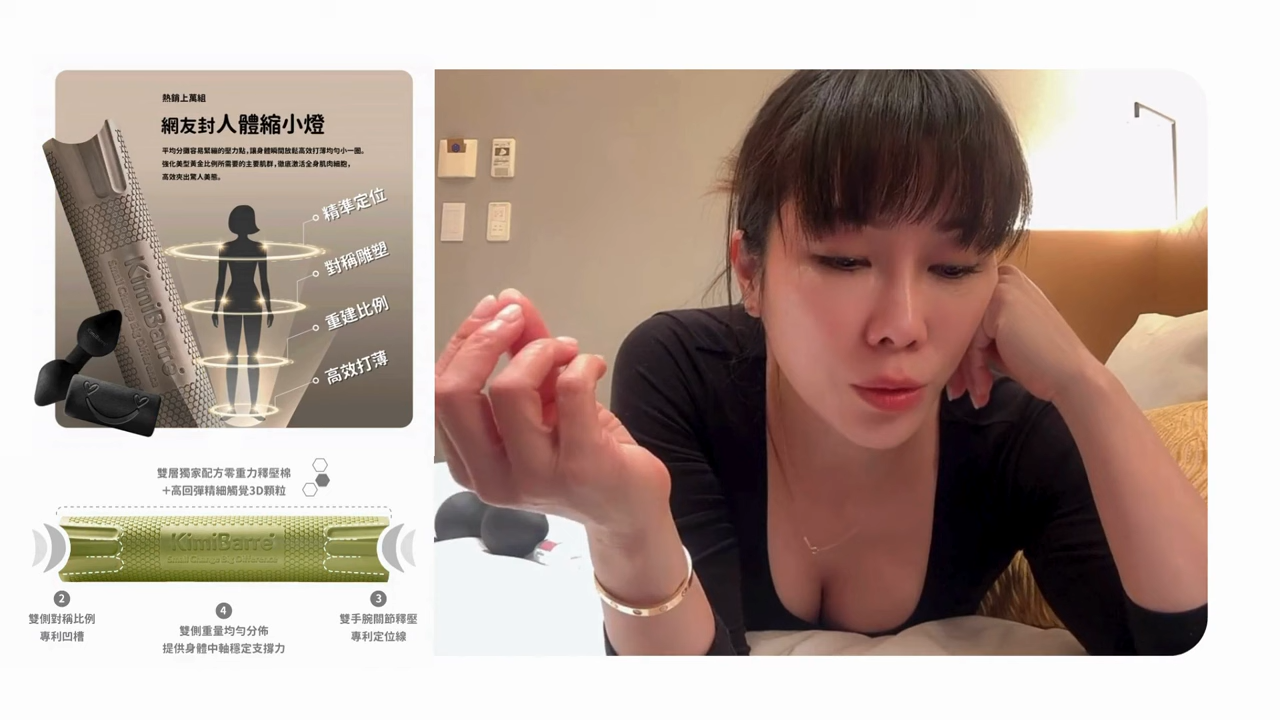 熱銷上萬組
網友封人體縮小燈
平均分攤容易緊繃的壓力點，讓身體瞬間放鬆高效打薄均勻小一圈。
強化美型黃金比例所需要的主要肌群，徹底激活全身肌肉細胞，
高效夾出驚人美態。
精準定位
對稱雕塑
重建比例
高效打薄
KimiBarre
雙層獨家配方零重力釋壓棉
＋高回彈精細觸覺3D顆粒
KimiBarre
Small Change Big Difference
2
雙側對稱比例
專利凹槽
4
雙側重量均勻分佈
提供身體中軸穩定支撐力
3
雙手腕關節釋壓
專利定位線